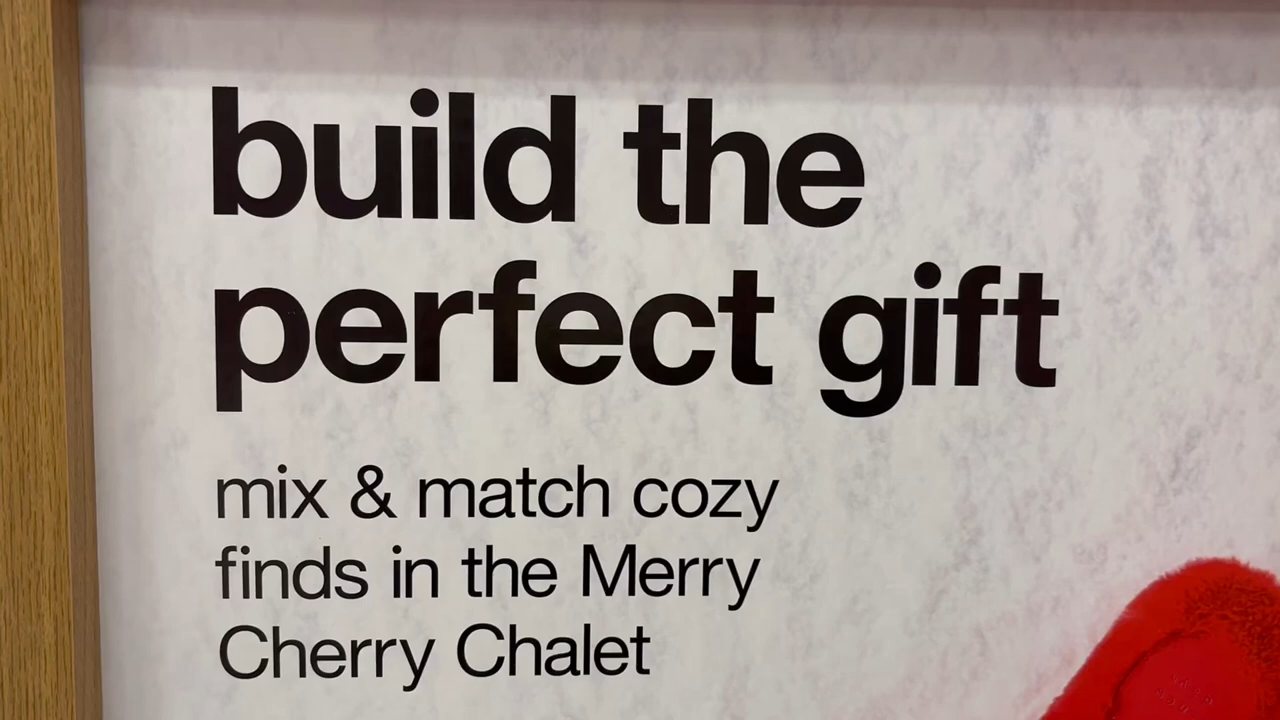 build the
perfect gift
mix & match cozy
finds in the Merry
Cherry Chalet